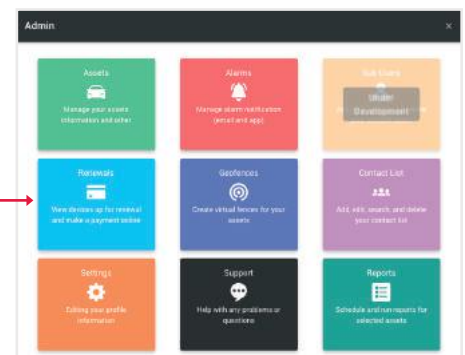 Admin
×
Assets
Manage your assets
information and other
Alarms
Manage alarm notification
(email and app)
Sub Users
Under
Development
Renewals
View devices up for renewal
and make a payment online
Geofences
Create virtual fences for your
assets
Contact List
Add, edit, search, and delete
your contact list
Settings
Editing your profile
information
Support
Help with any problems or
questions
Reports
Schedule and run reports for
selected assets